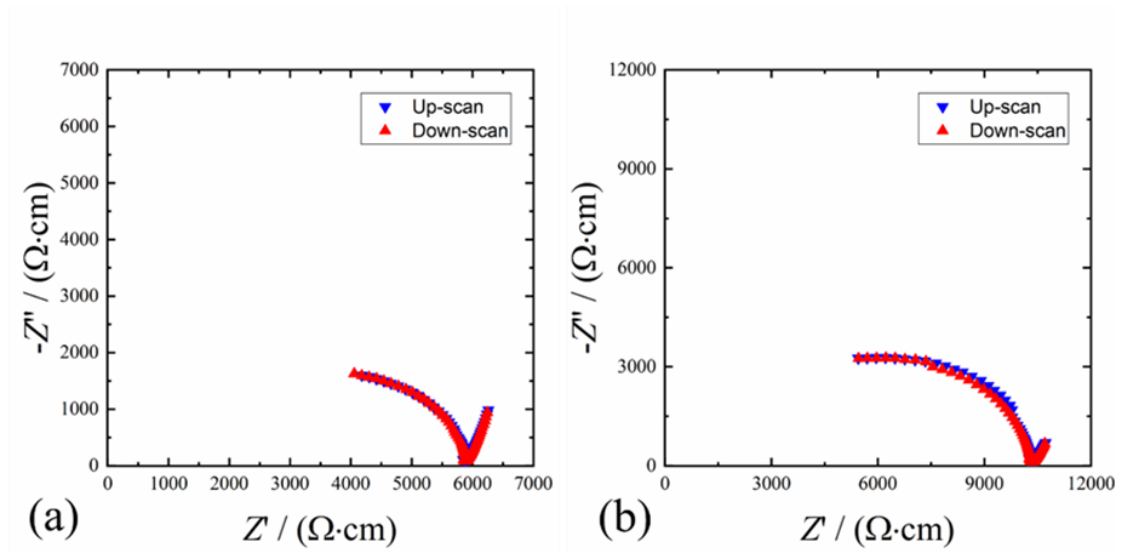 7000
6000
5000
4000
3000
2000
1000
0
-Z'' / (Ω·cm)
Up-scan
Down-scan
0 1000 2000 3000 4000 5000 6000 7000
Z' / (Ω·cm)
(a)
12000
9000
6000
3000
0
-Z'' / (Ω·cm)
Up-scan
Down-scan
0 3000 6000 9000 12000
Z' / (Ω·cm)
(b)